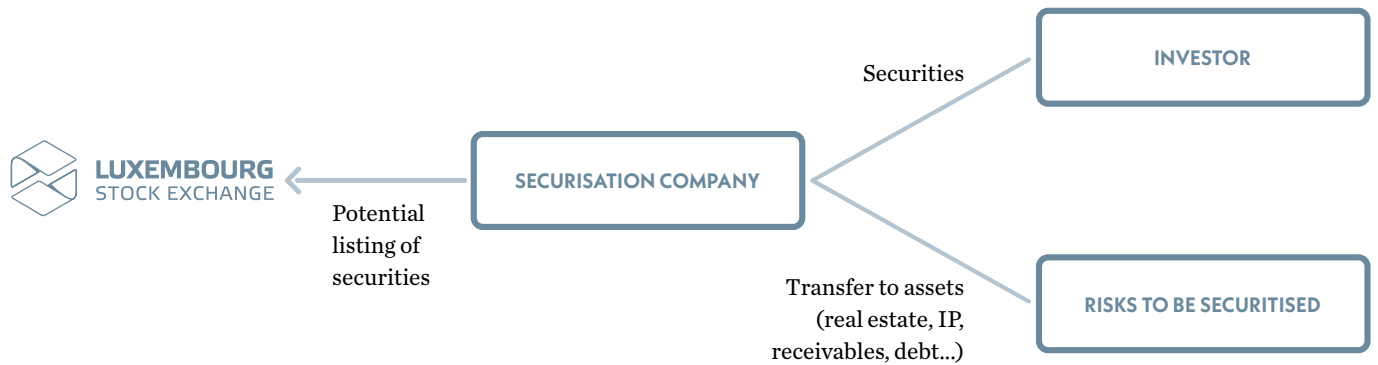 LUXEMBOURG
STOCK EXCHANGE
Potential
listing of
securities
SECURISATION COMPANY
Securities
INVESTOR
Transfer to assets
(real estate, IP,
receivables, debt...)
RISKS TO BE SECURITISED